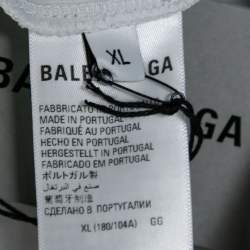 XL
BALENCIAGA
FABBRICATO IN PORTOGALLO
MADE IN PORTUGAL
FABRIQUÉ AU PORTUGAL
HECHO EN PORTUGAL
HERGESTELLT IN PORTUGAL
FABRICADO EM PORTUGAL
ポルトガル製
صنع في البرتغال
葡萄牙制造
СДЕЛАНО В ПОРТУГАЛИИ
XL (180/104A) GG